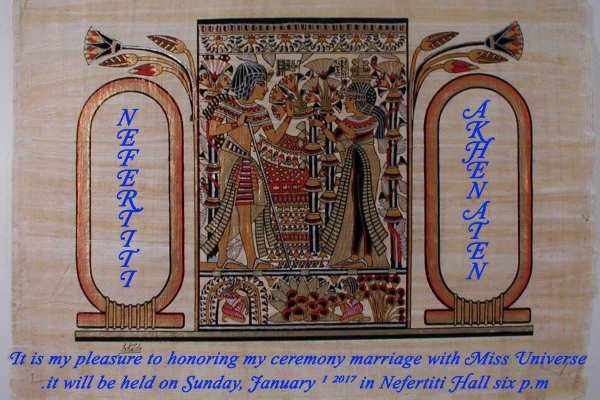 NEFERTITI
AKHENATEN
It is my pleasure to honoring my ceremony marriage with Miss Universe
.it will be held on Sunday, January 1 2017 in Nefertiti Hall six p.m